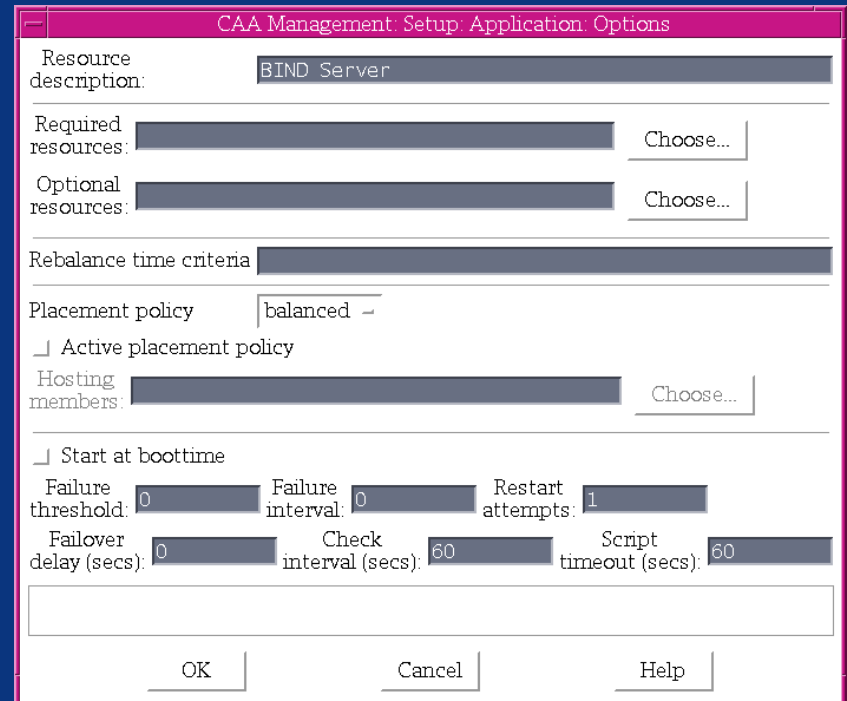 CAA Management: Setup: Application: Options
Resource
description:
BIND Server
Required
resources:
Choose...
Optional
resources:
Choose...
Rebalance time criteria
Placement policy
balanced
Active placement policy
Hosting
members:
Choose...
Start at boottime
Failure
threshold:
0
Failure
interval:
0
Restart
attempts:
1
Failover
delay (secs):
0
Check
interval (secs):
60
Script
timeout (secs):
60
OK
Cancel
Help